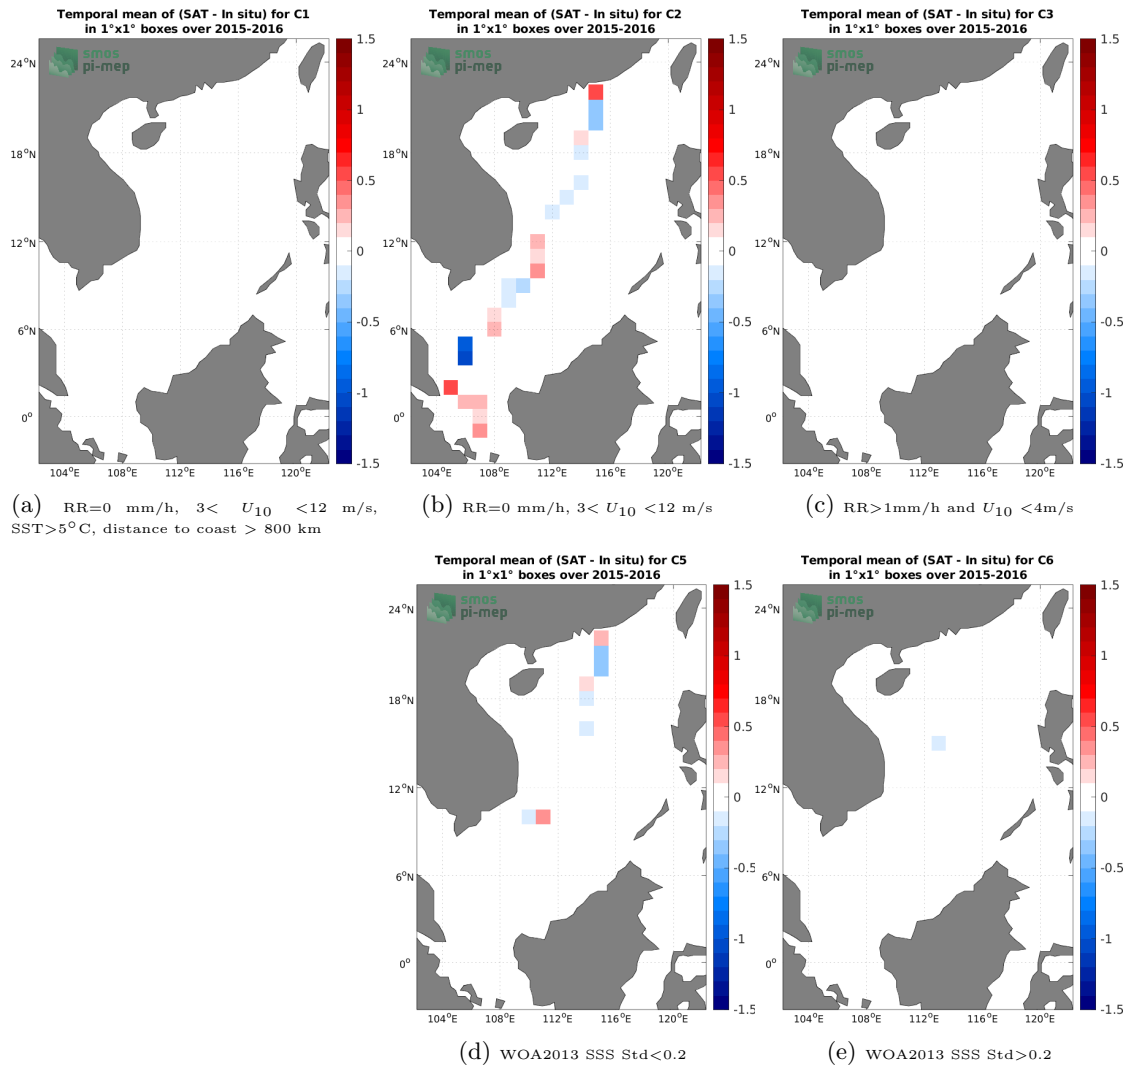 Temporal mean of (SAT - In situ) for C1
in 1°x1° boxes over 2015-2016
smos
pi-mep
24°N
18°N
12°N
6°N
0°
104°E 108°E 112°E 116°E 120°E
1.5
1
0.5
0
-0.5
-1
-1.5
(a) RR=0 mm/h, 3< U10 <12 m/s,
SST>5°C, distance to coast > 800 km
Temporal mean of (SAT - In situ) for C2
in 1°x1° boxes over 2015-2016
smos
pi-mep
24°N
18°N
12°N
6°N
0°
104°E 108°E 112°E 116°E 120°E
1.5
1
0.5
0
-0.5
-1
-1.5
(b) RR=0 mm/h, 3< U10 <12 m/s
Temporal mean of (SAT - In situ) for C3
in 1°x1° boxes over 2015-2016
smos
pi-mep
24°N
18°N
12°N
6°N
0°
104°E 108°E 112°E 116°E 120°E
1.5
1
0.5
0
-0.5
-1
-1.5
(c) RR>1mm/h and U10 <4m/s
Temporal mean of (SAT - In situ) for C5
in 1°x1° boxes over 2015-2016
smos
pi-mep
24°N
18°N
12°N
6°N
0°
104°E 108°E 112°E 116°E 120°E
1.5
1
0.5
0
-0.5
-1
-1.5
(d) WOA2013 SSS Std<0.2
Temporal mean of (SAT - In situ) for C6
in 1°x1° boxes over 2015-2016
smos
pi-mep
24°N
18°N
12°N
6°N
0°
104°E 108°E 112°E 116°E 120°E
1.5
1
0.5
0
-0.5
-1
-1.5
(e) WOA2013 SSS Std>0.2